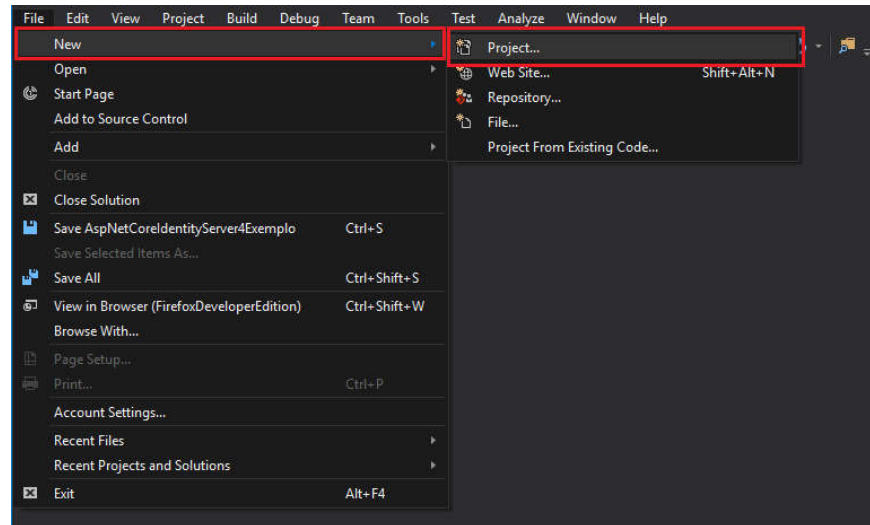 File Edit View Project Build Debug Team Tools Test Analyze Window Help
New
Open
Start Page
Add to Source Control
Add
Close
Close Solution
Save AspNetCoreIdentityServer4Exemplo Ctrl+S
Save Selected Items As...
Save All Ctrl+Shift+S
View in Browser (FirefoxDeveloperEdition) Ctrl+Shift+W
Browse With...
Page Setup...
Print... Ctrl+P
Account Settings...
Recent Files
Recent Projects and Solutions
Exit Alt+F4
Project...
Web Site... Shift+Alt+N
Repository...
File...
Project From Existing Code...